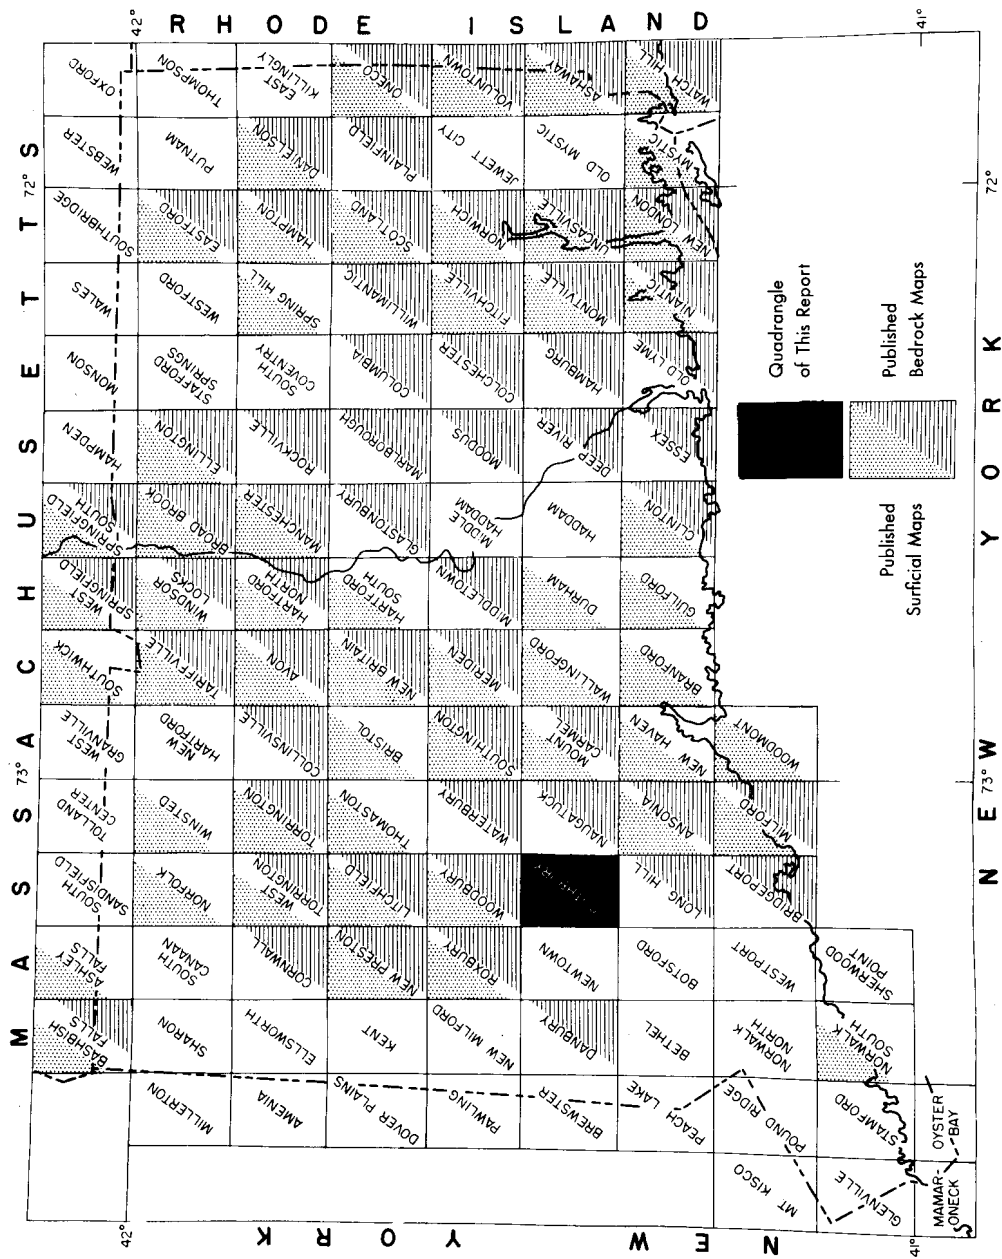 RHODE ISLAND
MASSACHUSETTS
NEW YORK
NEW YORK
42°
41°
72°
72°
73°
73°
42°
41°
OXFORD
THOMPSON
EAST
KILLINGLY
ONECO
VOLUNTOWN
ASHAWAY
WATCH HILL
WEBSTER
PUTNAM
DANIELSON
PLAINFIELD
JEWETT CITY
OLD MYSTIC
MYSTIC
SOUTHBRIDGE
EASTFORD
HAMPTON
SCOTLAND
NORWICH
UNCASVILLE
NEW
LONDON
WALES
WESTFORD
SPRING HILL
WILLIMANTIC
FITCHVILLE
MONTVILLE
NIANTIC
MONSON
STAFFORD
SPRINGS
SOUTH
COVENTRY
COLUMBIA
COLCHESTER
HAMBURG
OLD LYME
HAMPDEN
ELLINGTON
ROCKVILLE
MARLBOROUGH
MOODUS
DEEP
RIVER
ESSEX
SPRINGFIELD
SOUTH
BROAD BROOK
MANCHESTER
GLASTONBURY
MIDDLE
HADDAM
HADDAM
CLINTON
WEST
SPRINGFIELD
WINDSOR
LOCKS
HARTFORD
NORTH
HARTFORD
SOUTH
MIDDLETOWN
DURHAM
GUILFORD
SOUTHWICK
TARIFFVILLE
AVON
NEW BRITAIN
MERIDEN
WALLINGFORD
BRANFORD
WEST
GRANVILLE
NEW
HARTFORD
COLLINSVILLE
BRISTOL
SOUTHINGTON
MOUNT
CARMEL
NEW
HAVEN
WOODMONT
TOLLAND
CENTER
WINSTED
TORRINGTON
THOMASTON
WATERBURY
NAUGATUCK
ANSONIA
MILFORD
SOUTH
SANDISFIELD
NORFOLK
WEST
TORRINGTON
LITCHFIELD
WOODBURY
LONG HILL
BRIDGEPORT
ASHLEY
FALLS
SOUTH
CANAAN
CORNWALL
NEW PRESTON
ROXBURY
NEWTOWN
BOTSFORD
WESTPORT
SHERWOOD
POINT
BASHBISH
FALLS
SHARON
ELLSWORTH
KENT
NEW MILFORD
DANBURY
BETHEL
NORWALK
NORTH
NORWALK
SOUTH
MILLERTON
AMENIA
DOVER PLAINS
PAWLING
BREWSTER
PEACH LAKE
POUND RIDGE
STAMFORD
OYSTER
BAY
MT KISCO
GLENVILLE
MAMAR-
ONECK
Quadrangle
of This Report
Published
Bedrock Maps
Published
Surficial Maps